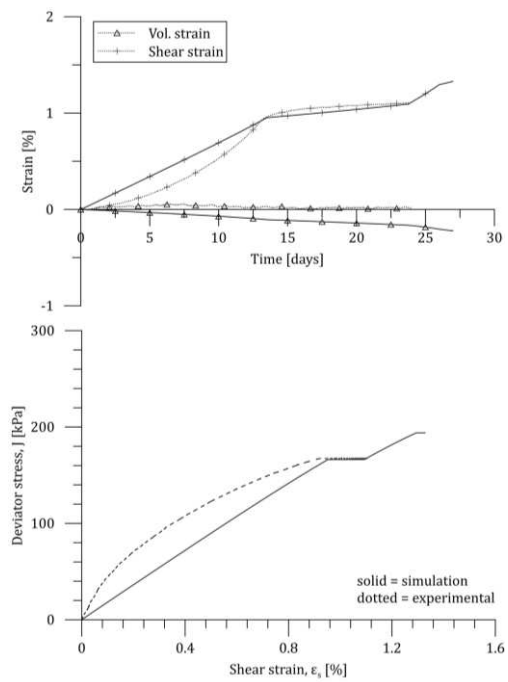 2
Vol. strain
Shear strain
1
Strain [%]
0
0
5
10
15
20
25
30
Time [days]
-1
300
200
Deviator stress, J [kPa]
100
solid = simulation
dotted = experimental
0
0
0.4
0.8
1.2
1.6
Shear strain, εs [%]